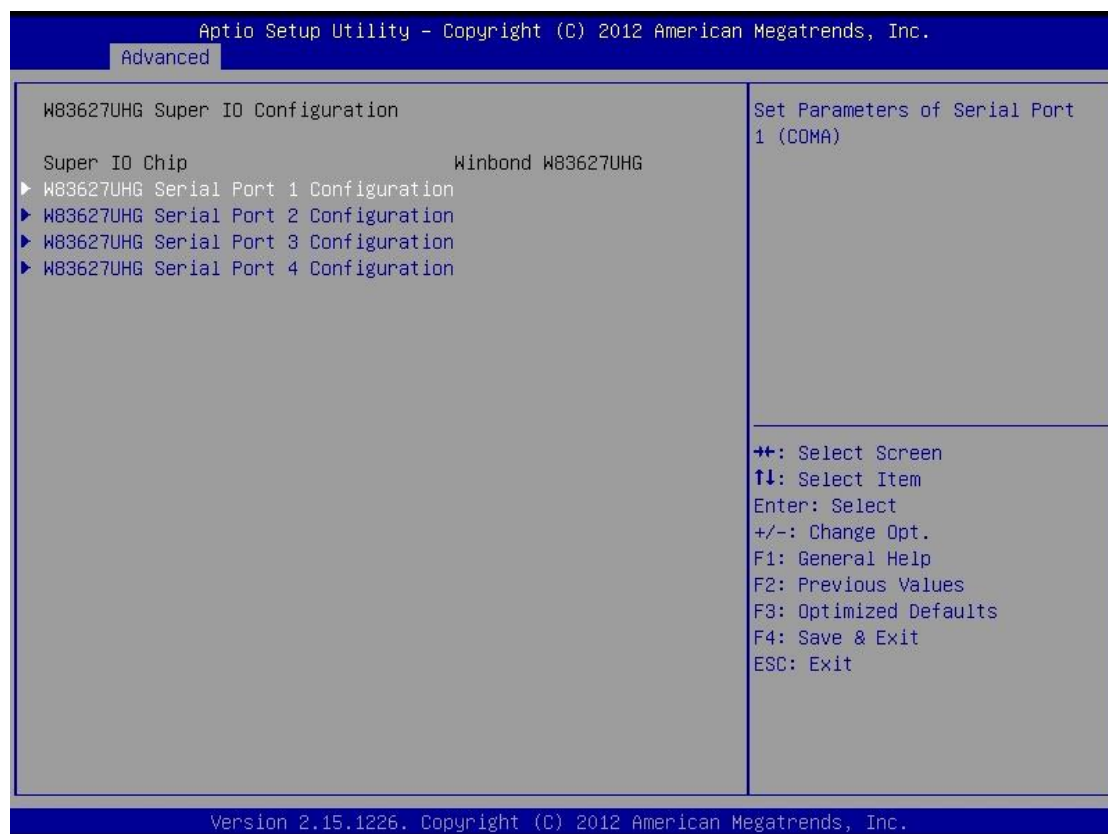 Aptio Setup Utility – Copyright (C) 2012 American Megatrends, Inc.
Advanced
W83627UHG Super IO Configuration
Super IO Chip Winbond W83627UHG
▶ W83627UHG Serial Port 1 Configuration
▶ W83627UHG Serial Port 2 Configuration
▶ W83627UHG Serial Port 3 Configuration
▶ W83627UHG Serial Port 4 Configuration
Set Parameters of Serial Port
1 (COMA)
→←: Select Screen
↑↓: Select Item
Enter: Select
+/-: Change Opt.
F1: General Help
F2: Previous Values
F3: Optimized Defaults
F4: Save & Exit
ESC: Exit
Version 2.15.1226. Copyright (C) 2012 American Megatrends, Inc.